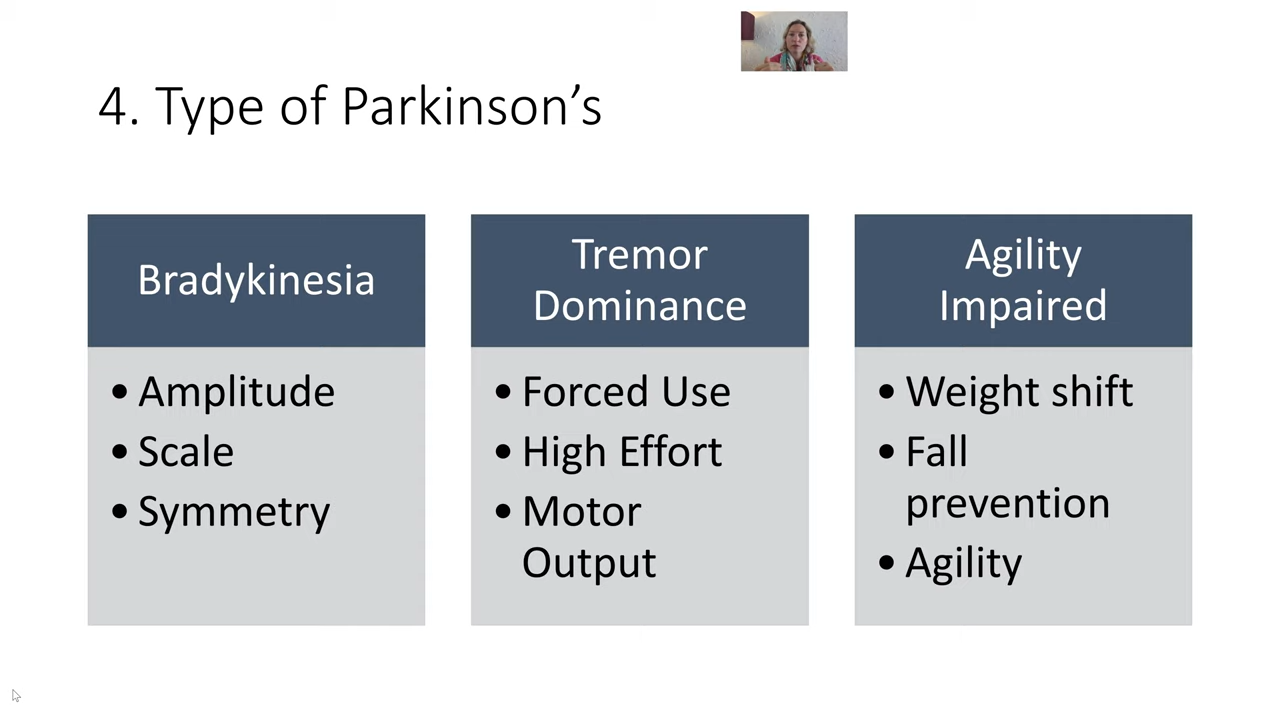 4. Type of Parkinson’s
Bradykinesia
• Amplitude
• Scale
• Symmetry
Tremor
Dominance
• Forced Use
• High Effort
• Motor
Output
Agility
Impaired
• Weight shift
• Fall
prevention
• Agility